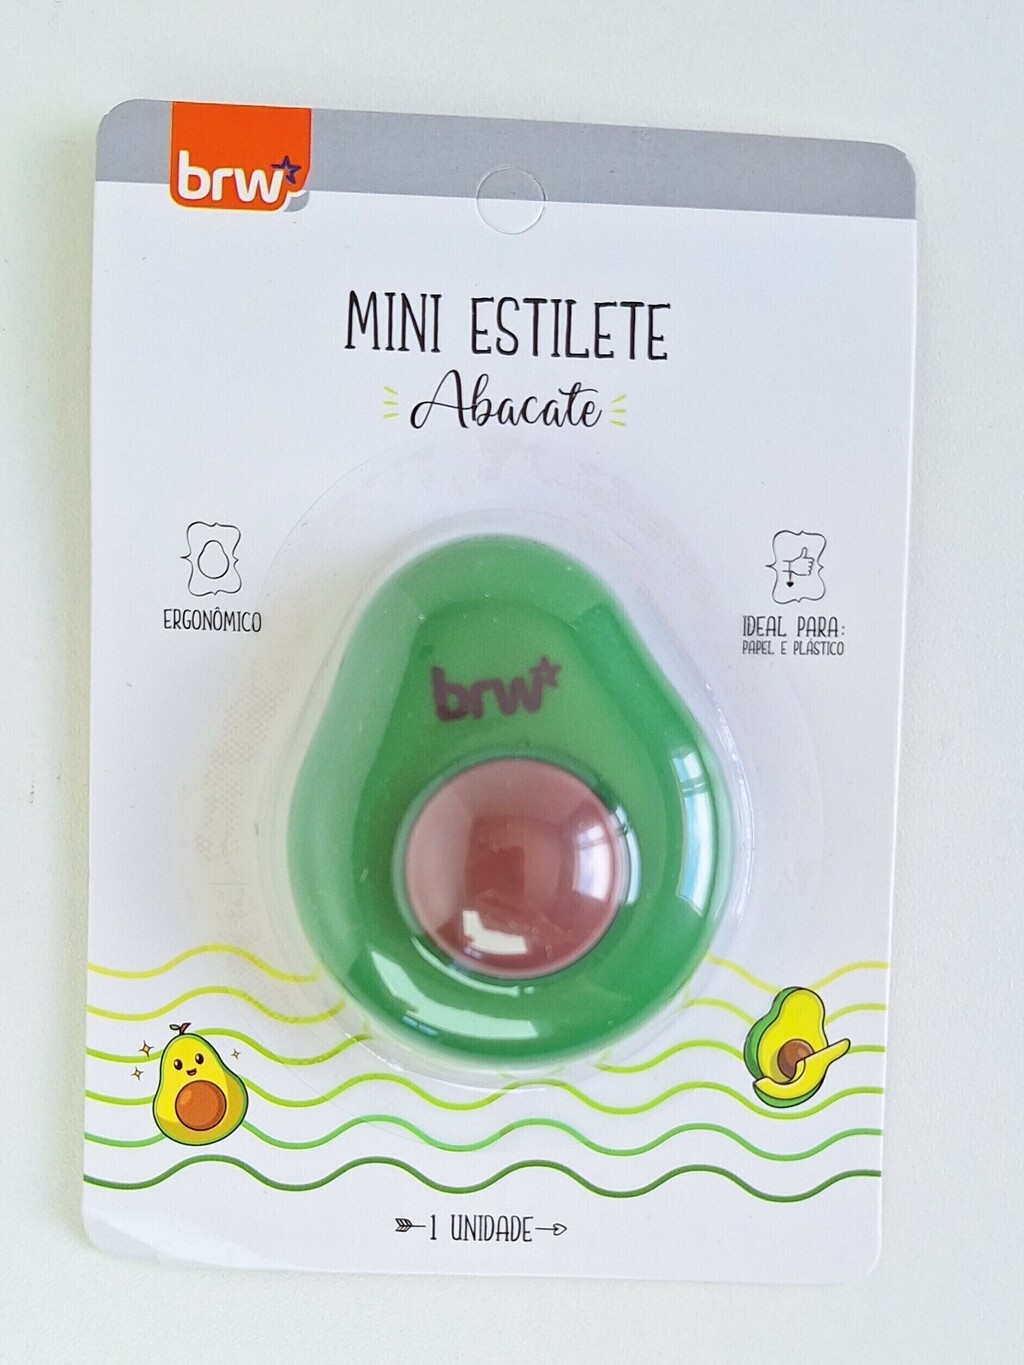 brw
MINI ESTILETE
Abacate
ERGONÔMICO
IDEAL PARA:
PAPEL E PLÁSTICO
brw
1 UNIDADE